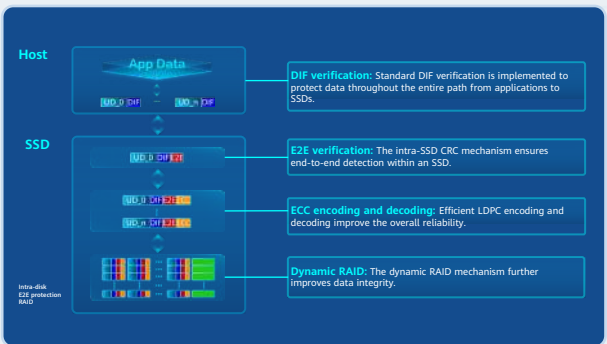 Host
App Data
UD_0 DIF
UD_n DIF
DIF verification: Standard DIF verification is implemented to
protect data throughout the entire path from applications to
SSDs.
SSD
UD_0 DIF E2E
E2E verification: The intra-SSD CRC mechanism ensures
end-to-end detection within an SSD.
UD_0 DIF E2E ECC
UD_n DIF E2E ECC
ECC encoding and decoding: Efficient LDPC encoding and
decoding improve the overall reliability.
Dynamic RAID: The dynamic RAID mechanism further
improves data integrity.
Intra-disk
E2E protection
RAID